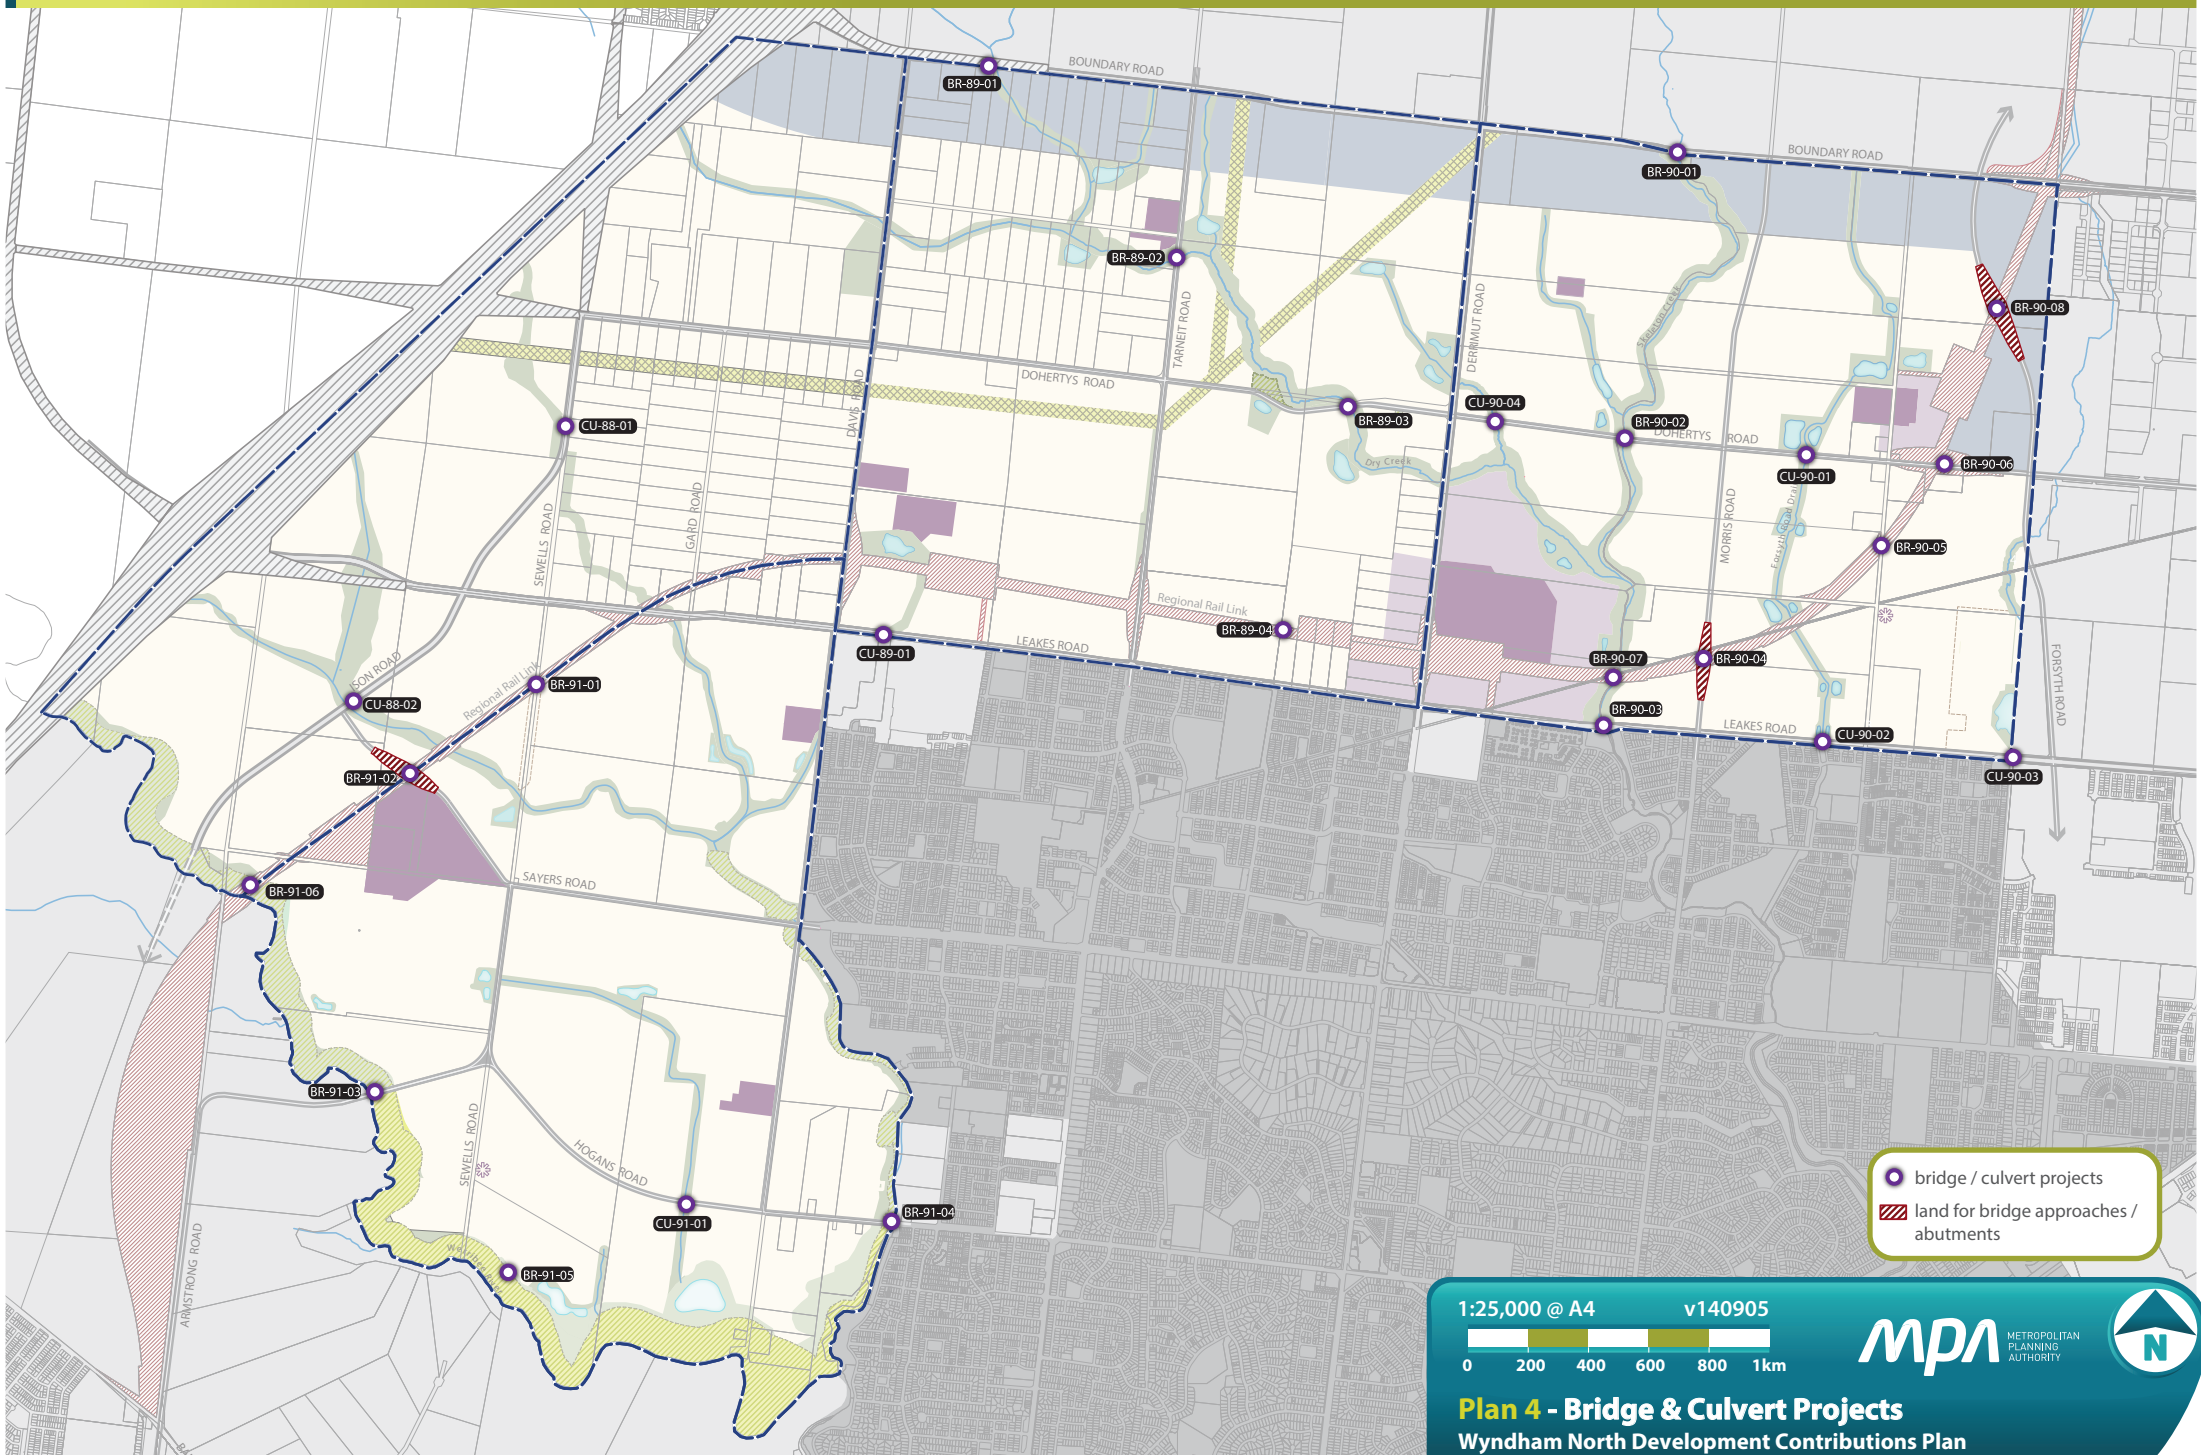 BOUNDARY ROAD
BR-89-01
BOUNDARY ROAD
BR-90-01
BR-89-02
TARNEIT ROAD
DERRIMUT ROAD
Skeleton Creek
BR-90-08
DOHERTYS ROAD
DAVIS ROAD
CU-88-01
BR-89-03
CU-90-04
BR-90-02
DOHERTYS ROAD
CU-90-01
BR-90-06
Dry Creek
SEWELLS ROAD
GARD ROAD
MORRIS ROAD
Forsyth Road Drain
BR-90-05
Regional Rail Link
BR-89-04
LEAKES ROAD
CU-89-01
BR-90-07
BR-90-04
BR-90-03
LEAKES ROAD
CU-90-02
CU-90-03
FORSYTH ROAD
ISON ROAD
CU-88-02
Regional Rail Link
BR-91-01
BR-91-02
BR-91-06
SAYERS ROAD
BR-91-03
SEWELLS ROAD
HOGANS ROAD
CU-91-01
BR-91-04
BR-91-05
ARMSTRONG ROAD
bridge / culvert projects
land for bridge approaches /
abutments
1:25,000 @ A4 v140905
0 200 400 600 800 1km
MPA
METROPOLITAN
PLANNING
AUTHORITY
N
Plan 4 - Bridge & Culvert Projects
Wyndham North Development Contributions Plan